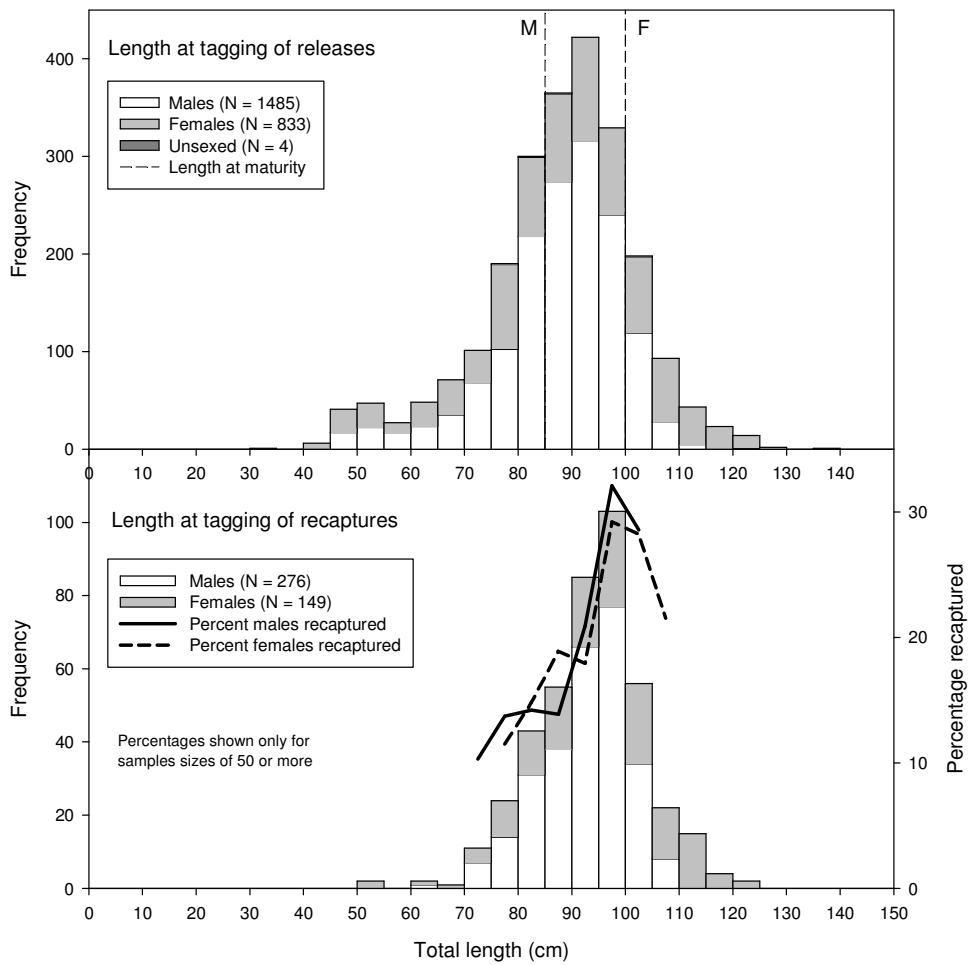 M F
Length at tagging of releases
Males (N = 1485)
Females (N = 833)
Unsexed (N = 4)
Length at maturity
Frequency
400
300
200
100
0
0 10 20 30 40 50 60 70 80 90 100 110 120 130 140
Length at tagging of recaptures
Males (N = 276)
Females (N = 149)
Percent males recaptured
Percent females recaptured
Percentages shown only for
samples sizes of 50 or more
Frequency
100
80
60
40
20
0
Percentage recaptured
30
20
10
0
0 10 20 30 40 50 60 70 80 90 100 110 120 130 140 150
Total length (cm)